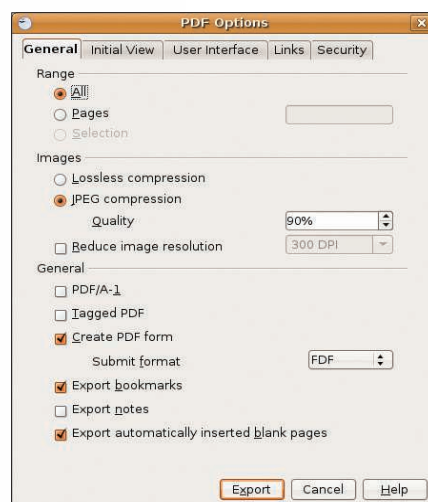 PDF Options
General Initial View User Interface Links Security
Range
All
Pages
Selection
Images
Lossless compression
JPEG compression
Quality 90%
Reduce image resolution 300 DPI
General
PDF/A-1
Tagged PDF
Create PDF form
Submit format FDF
Export bookmarks
Export notes
Export automatically inserted blank pages
Export Cancel Help